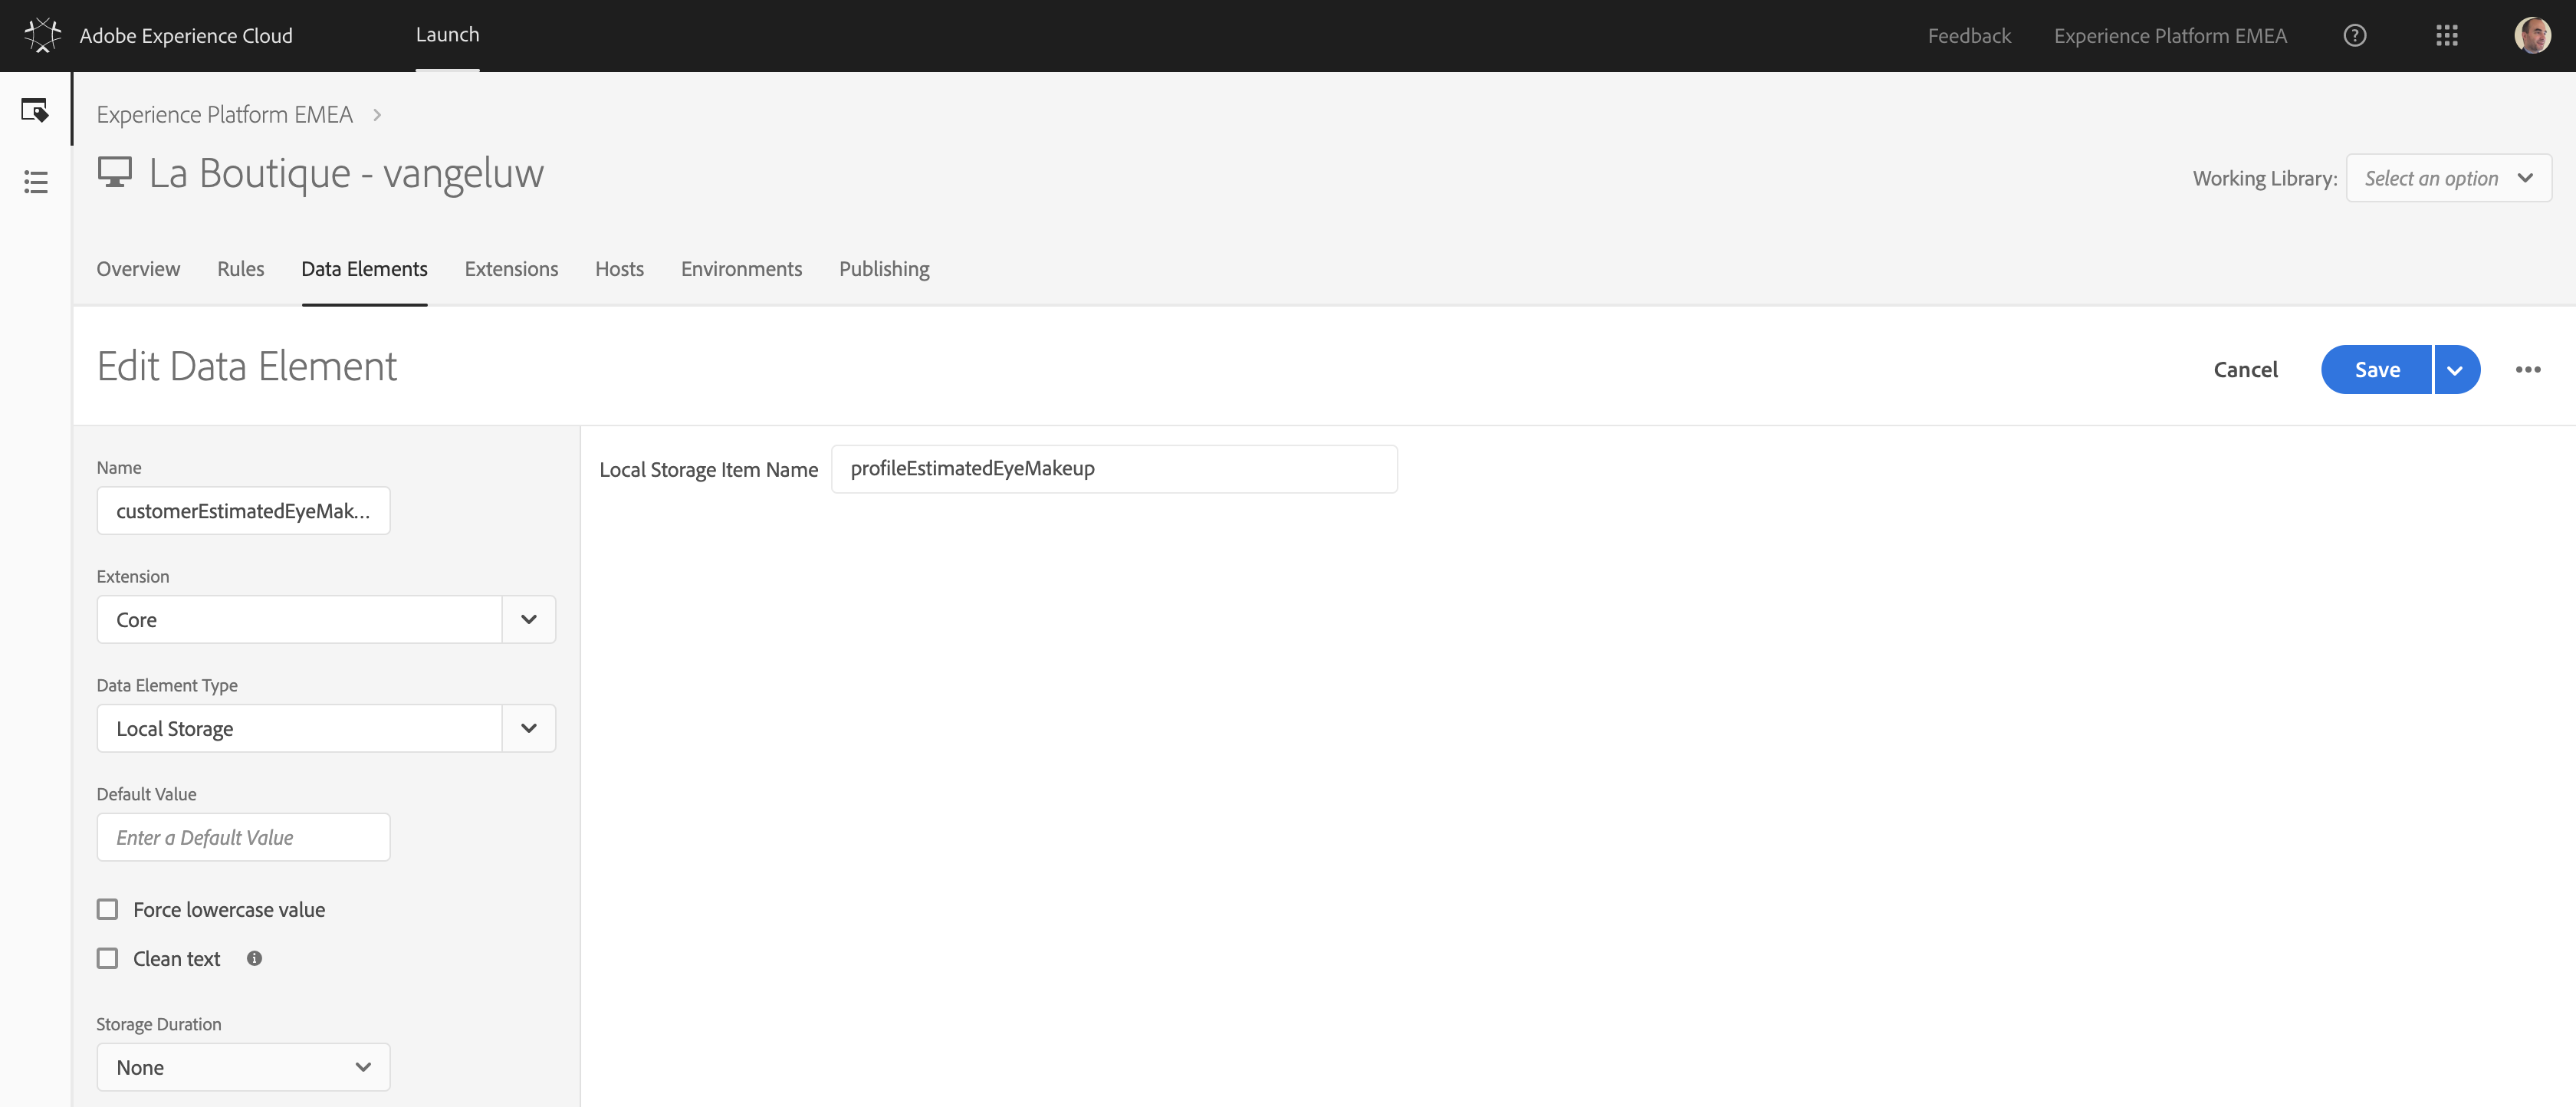 Adobe Experience Cloud
Launch
Feedback
Experience Platform EMEA
Experience Platform EMEA
La Boutique - vangeluw
Working Library:
Select an option
Overview
Rules
Data Elements
Extensions
Hosts
Environments
Publishing
Edit Data Element
Cancel
Save
Name
customerEstimatedEyeMak...
Extension
Core
Data Element Type
Local Storage
Default Value
Enter a Default Value
Force lowercase value
Clean text
Storage Duration
None
Local Storage Item Name
profileEstimatedEyeMakeup